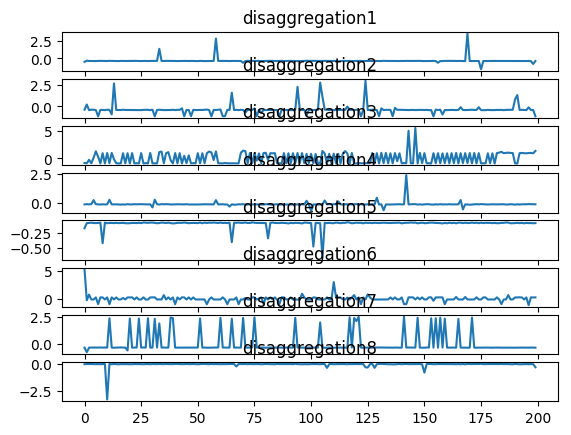 disaggregation1
2.5
0.0
disaggregation2
2.5
0.0
disaggregation3
5
0
disaggregation4
2.5
0.0
disaggregation5
−0.25
−0.50
disaggregation6
5
0
disaggregation7
2.5
0.0
disaggregation8
0.0
−2.5
0 25 50 75 100 125 150 175 200